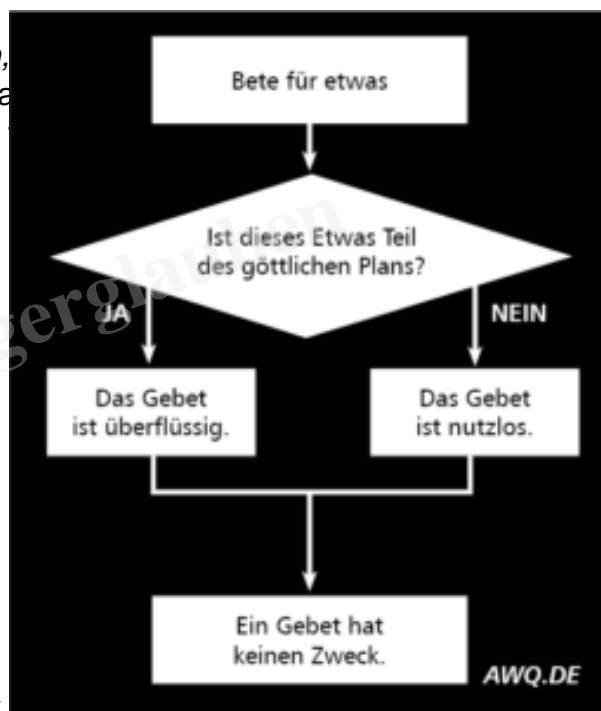 Bete für etwas
Ist dieses Etwas Teil
des göttlichen Plans?
JA
NEIN
Das Gebet
ist überflüssig.
Das Gebet
ist nutzlos.
Ein Gebet hat
keinen Zweck.
AWQ.DE